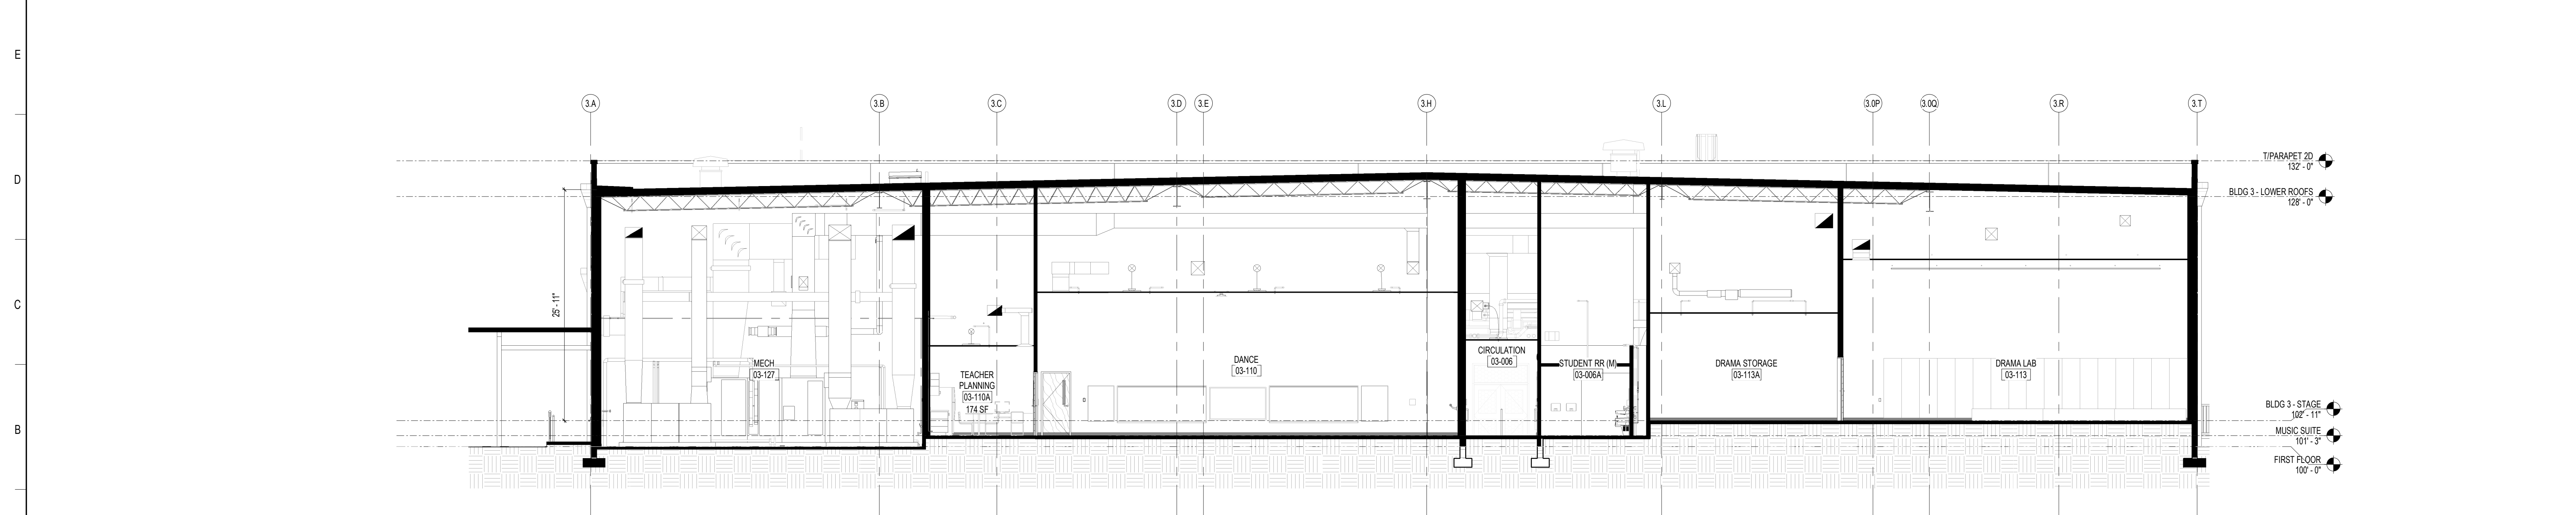 E
3.A
3.B
3.C
3.D
3.E
3.H
3.L
3.0P
3.0Q
3.R
3.T
T/PARAPET 2D
132' - 0"
D
BLDG 3 - LOWER ROOFS
128' - 0"
25' - 11"
C
MECH
03-127
TEACHER
PLANNING
03-110A
174 SF
DANCE
03-110
CIRCULATION
03-006
STUDENT RR (M)
03-006A
DRAMA STORAGE
03-113A
DRAMA LAB
03-113
BLDG 3 - STAGE
102' - 11"
B
MUSIC SUITE
101' - 3"
FIRST FLOOR
100' - 0"